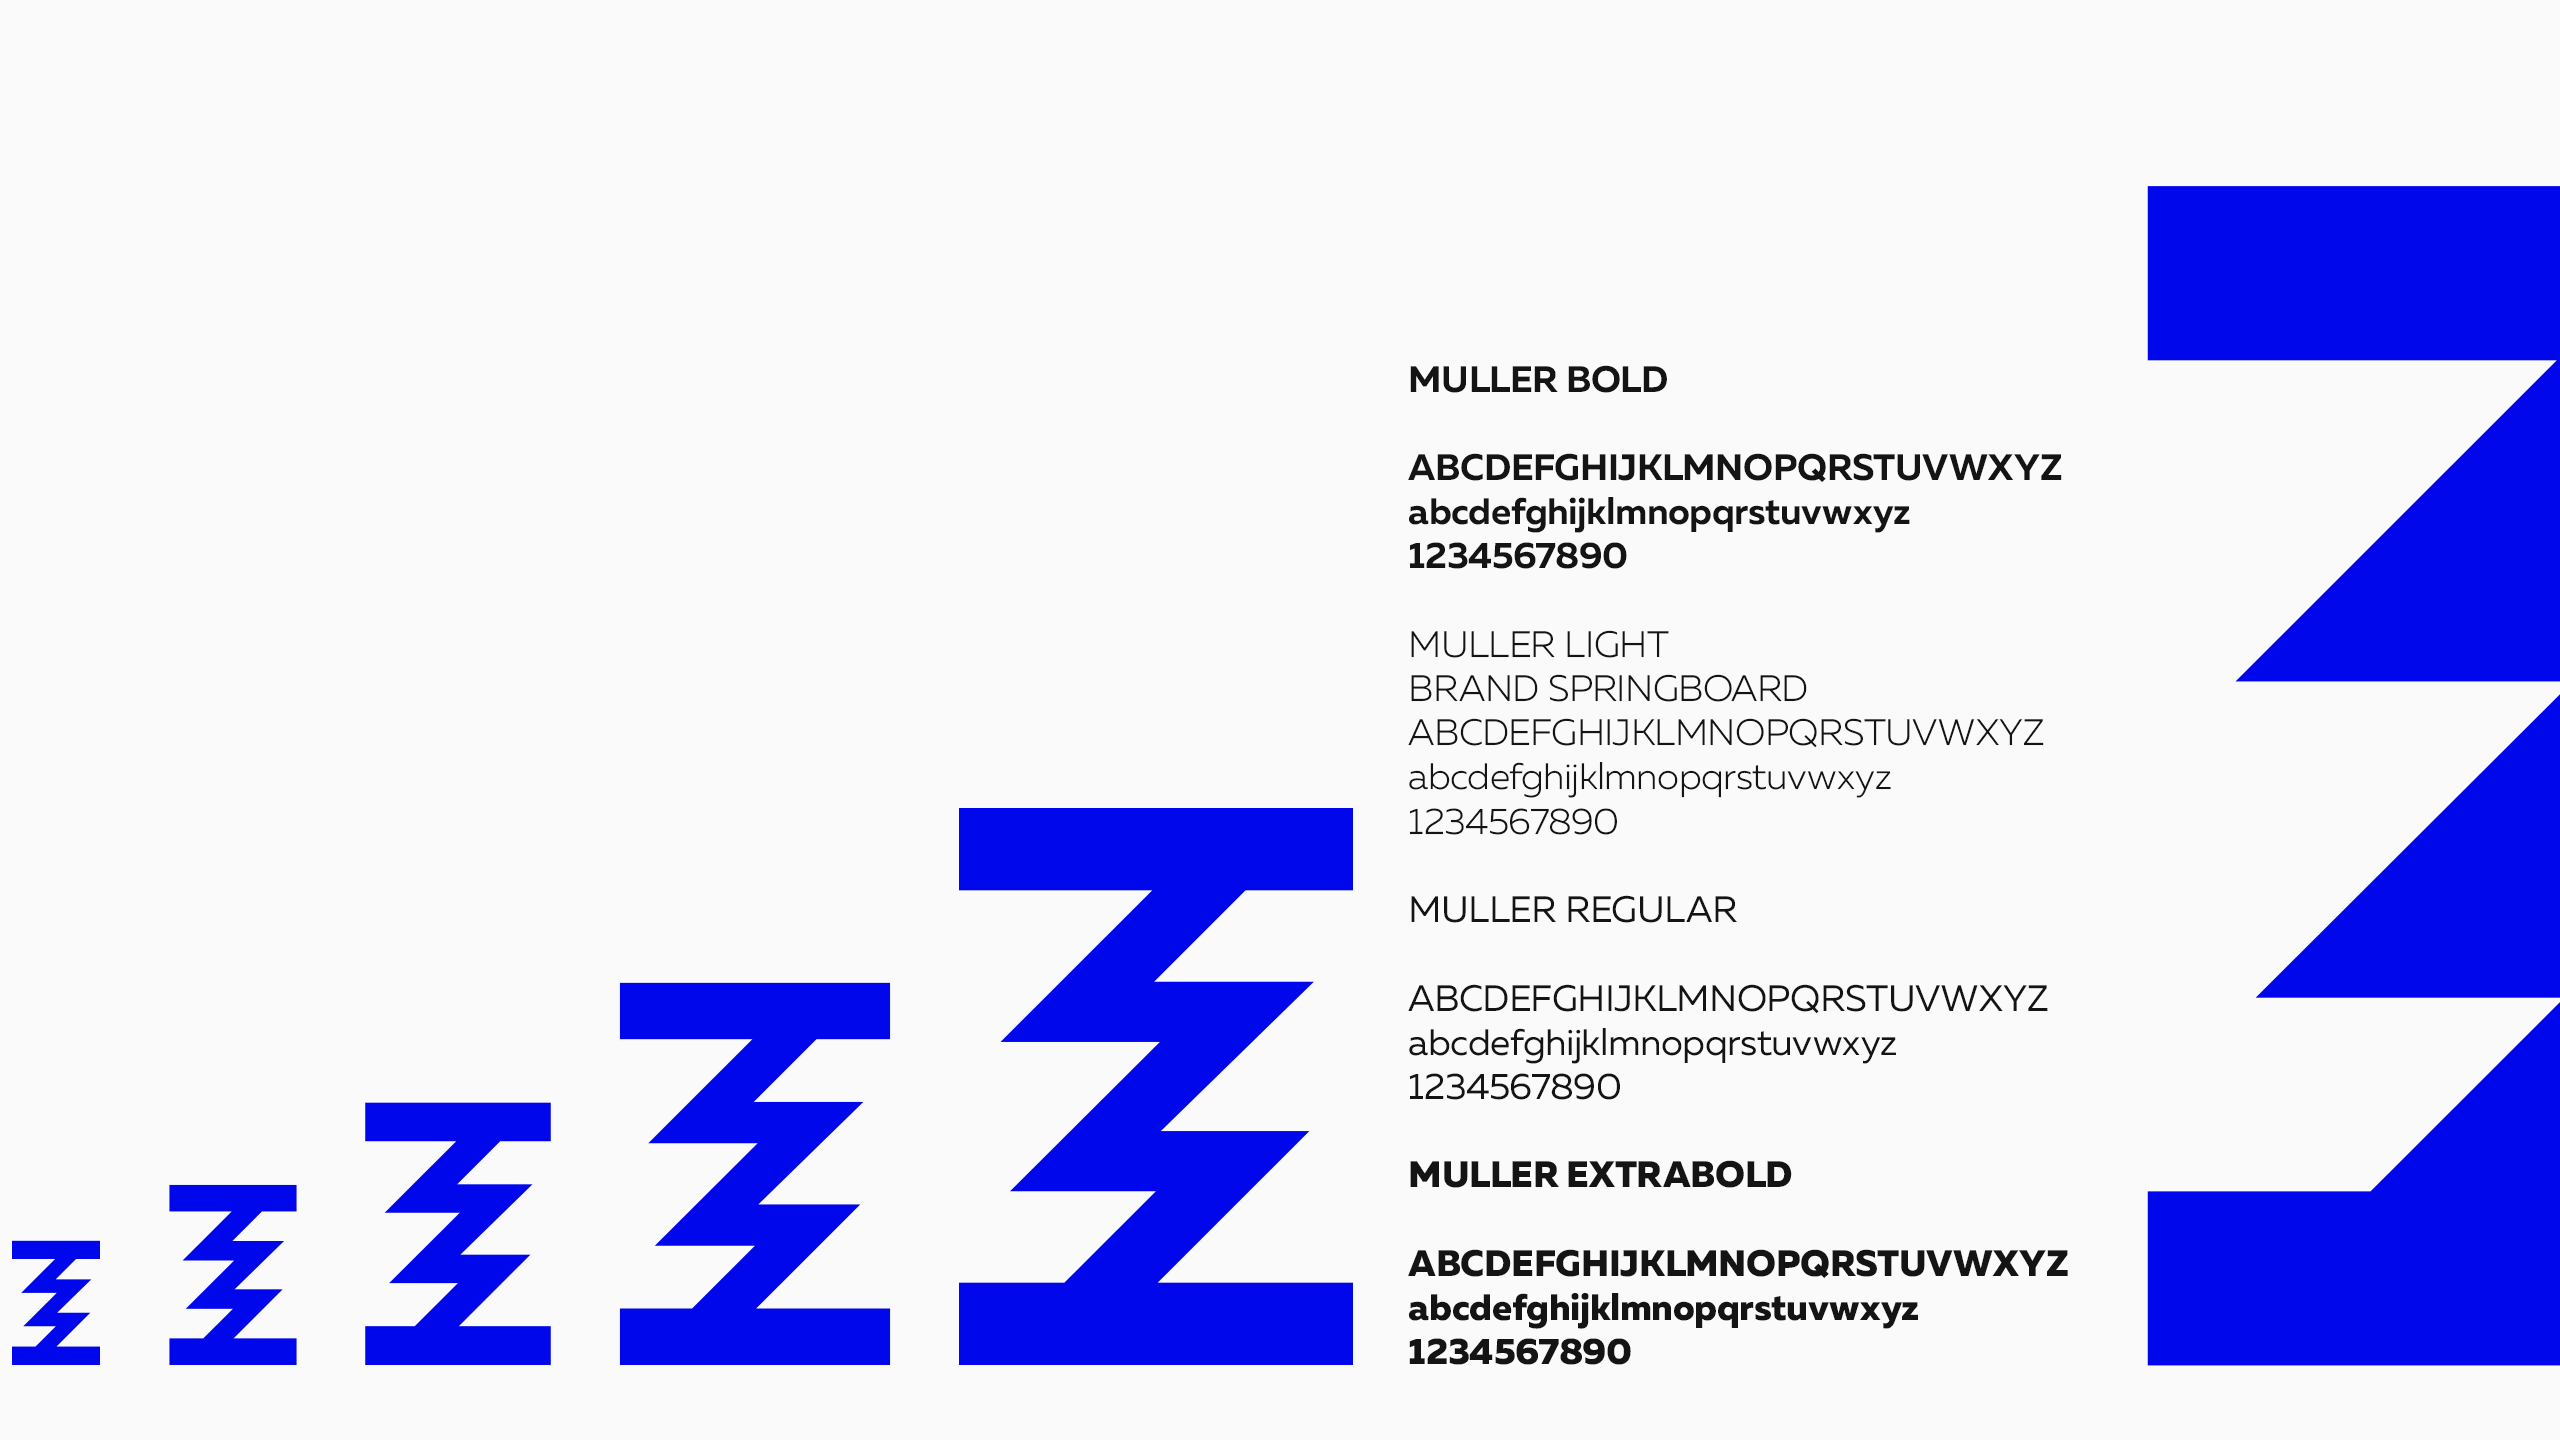 MULLER BOLD
ABCDEFGHIJKLMNOPQRSTUVWXYZ
abcdefghijklmnopqrstuvwxyz
1234567890
MULLER LIGHT
BRAND SPRINGBOARD
ABCDEFGHIJKLMNOPQRSTUVWXYZ
abcdefghijklmnopqrstuvwxyz
1234567890
MULLER REGULAR
ABCDEFGHIJKLMNOPQRSTUVWXYZ
abcdefghijklmnopqrstuvwxyz
1234567890
MULLER EXTRABOLD
ABCDEFGHIJKLMNOPQRSTUVWXYZ
abcdefghijklmnopqrstuvwxyz
1234567890